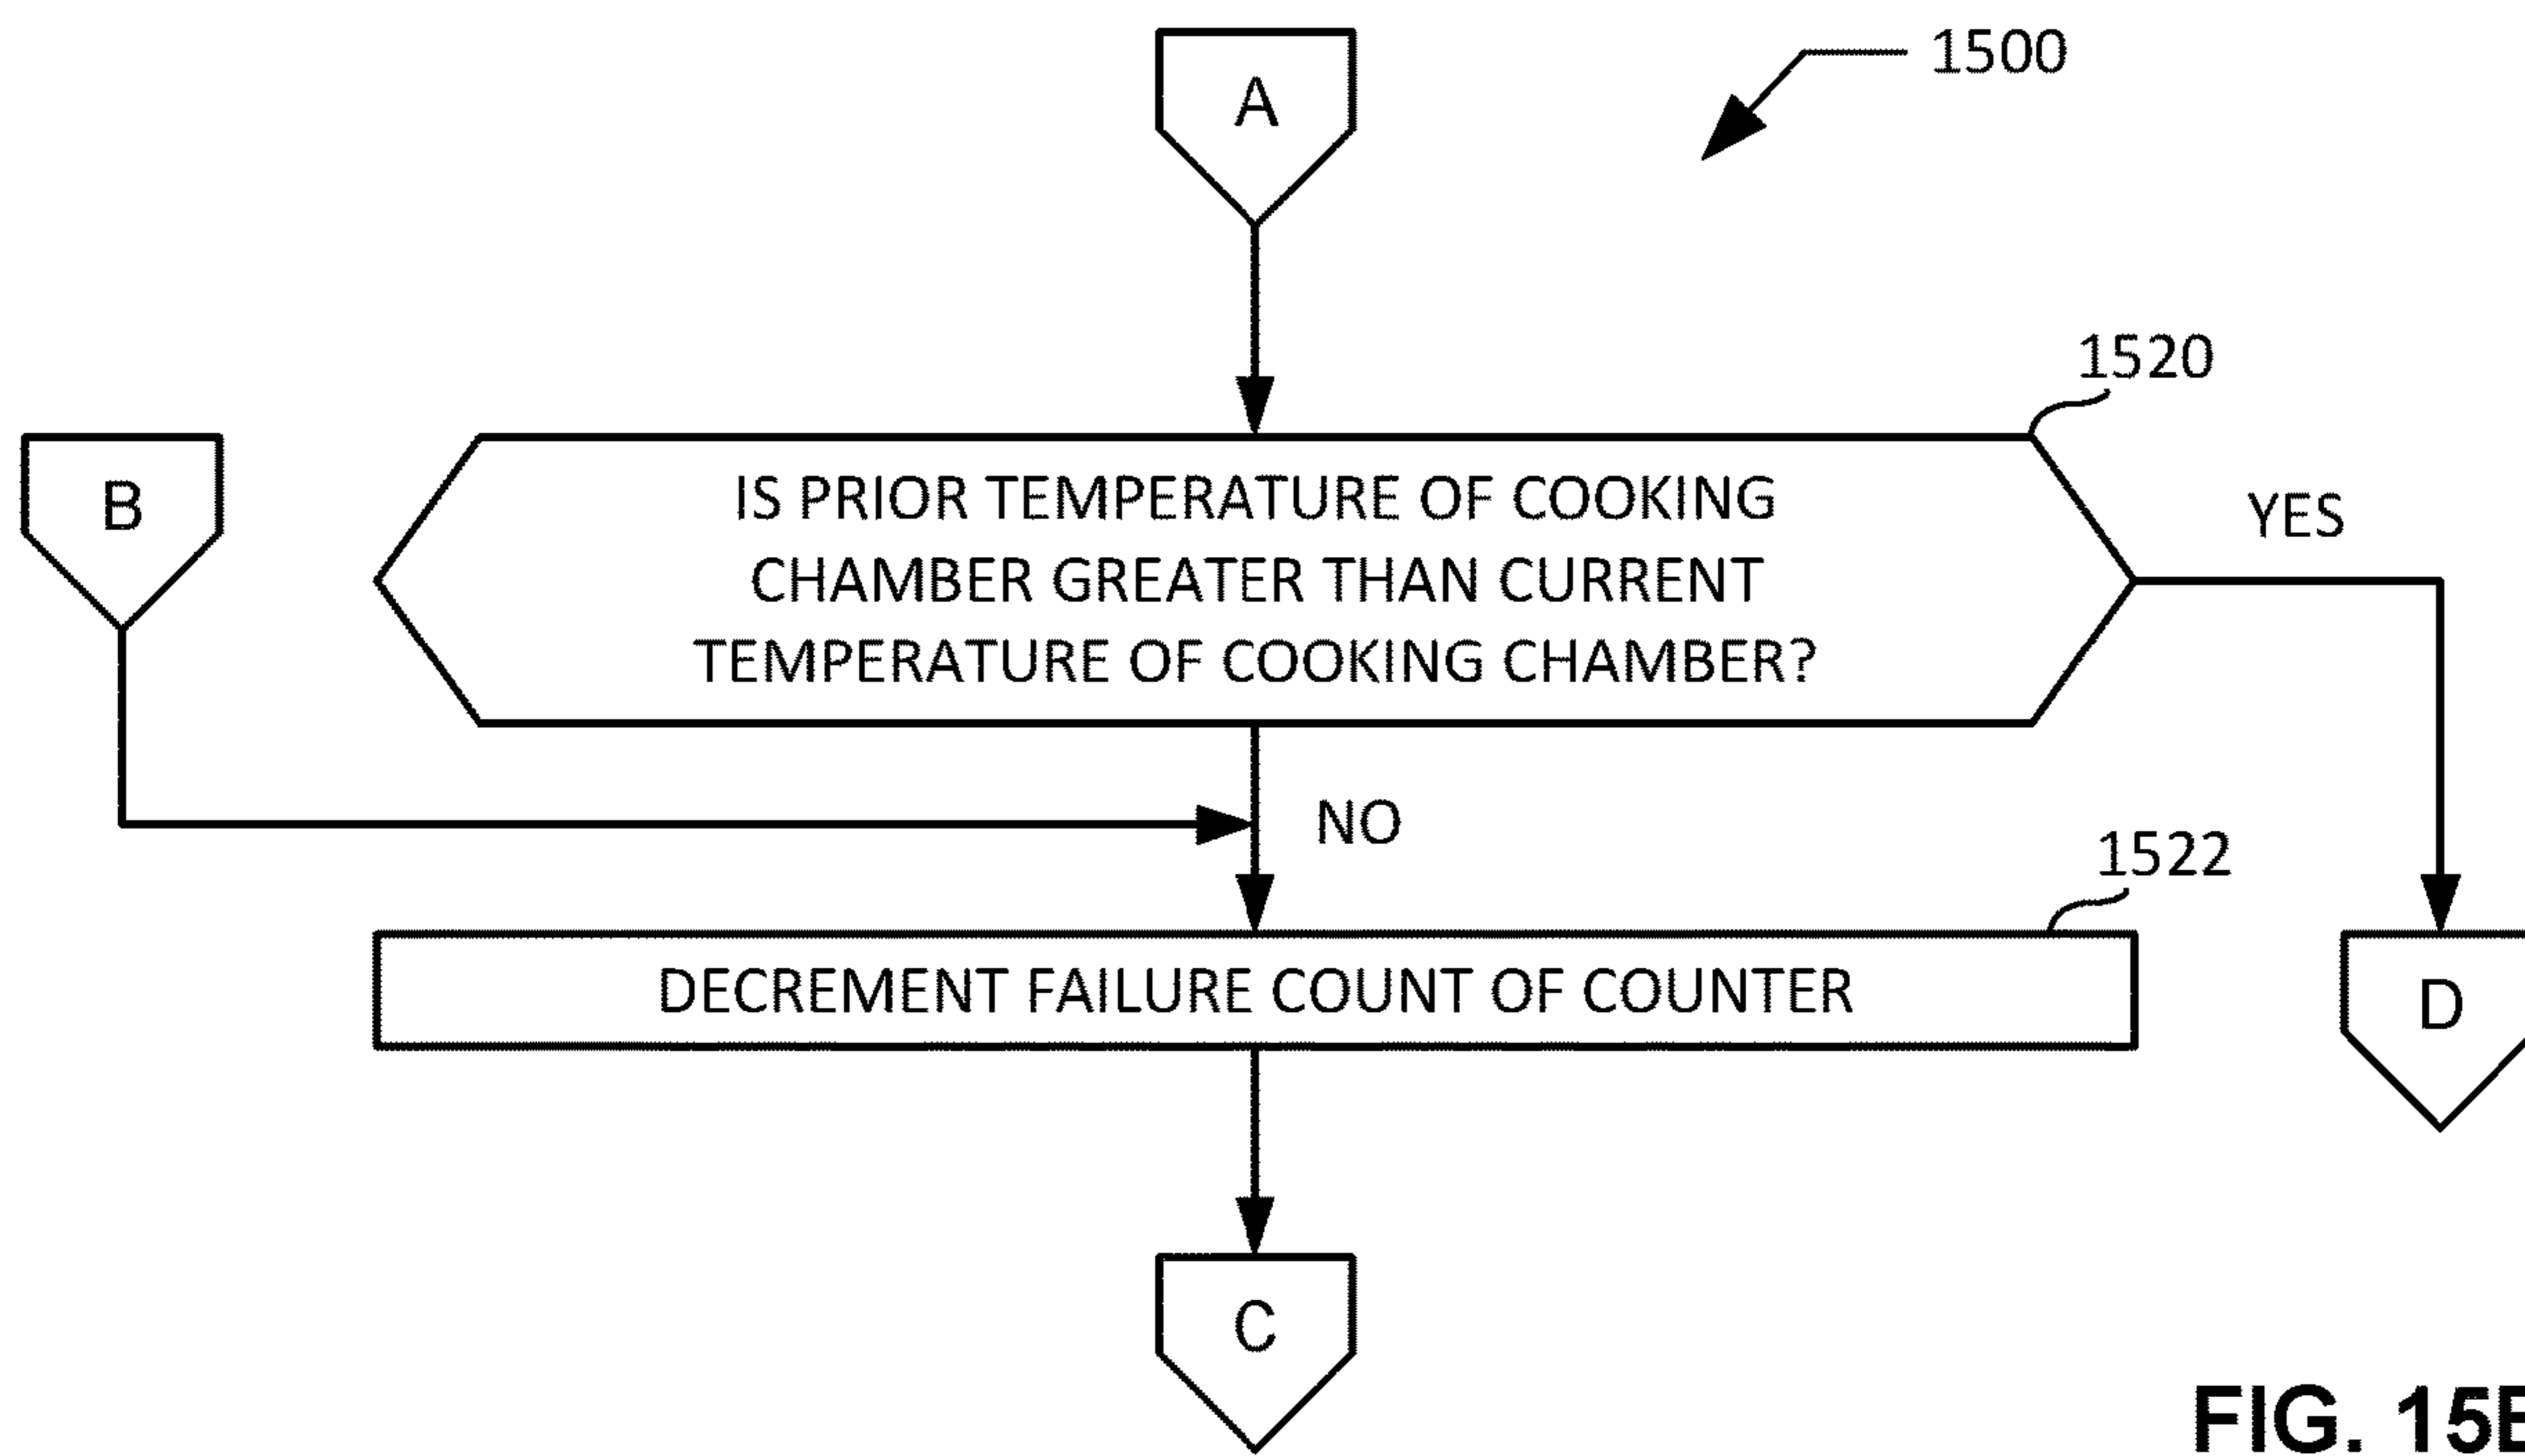 A
1500
1520
B
IS PRIOR TEMPERATURE OF COOKING
CHAMBER GREATER THAN CURRENT
TEMPERATURE OF COOKING CHAMBER?
YES
NO
1522
DECREMENT FAILURE COUNT OF COUNTER
D
C
FIG.